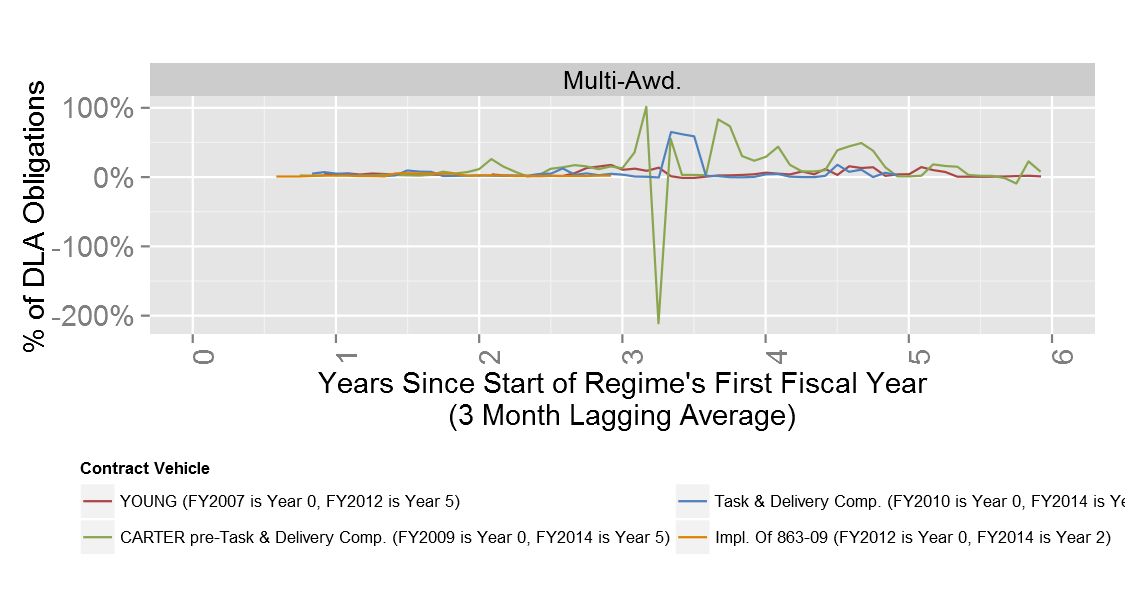 Multi-Awd.
% of DLA Obligations
100%
0%
-100%
-200%
0 1 2 3 4 5 6
Years Since Start of Regime's First Fiscal Year
(3 Month Lagging Average)
Contract Vehicle
YOUNG (FY2007 is Year 0, FY2012 is Year 5)
Task & Delivery Comp. (FY2010 is Year 0, FY2014 is Ye
CARTER pre-Task & Delivery Comp. (FY2009 is Year 0, FY2014 is Year 5)
Impl. Of 863-09 (FY2012 is Year 0, FY2014 is Year 2)